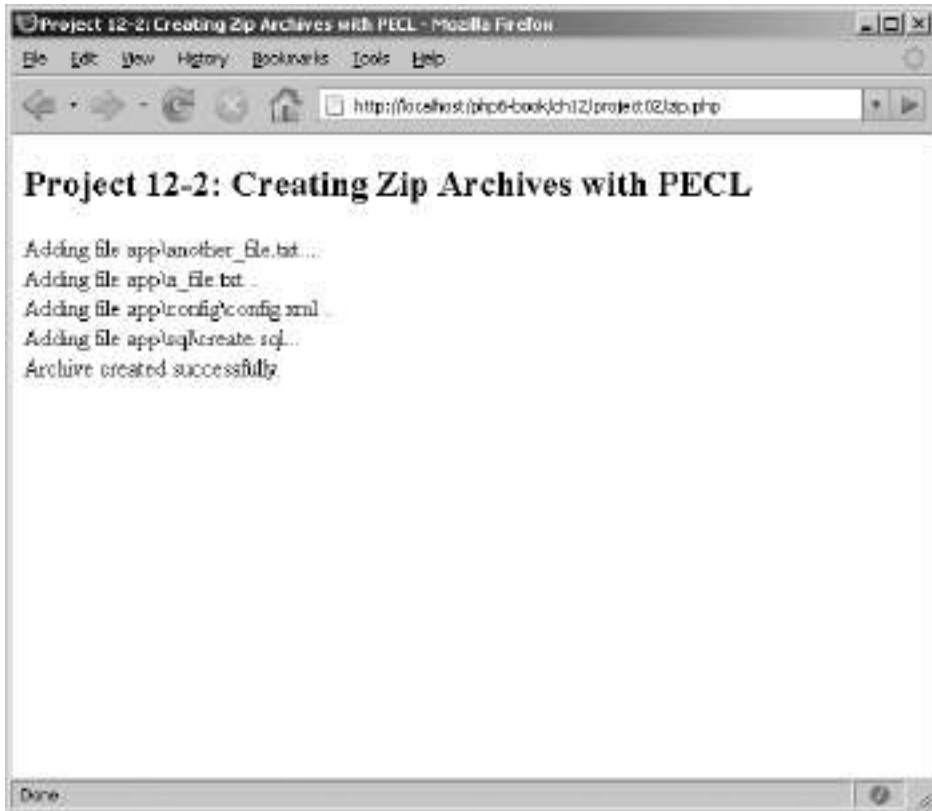 Project 12-2: Creating Zip Archives with PECL - Mozilla Firefox
File Edit View History Bookmarks Tools Help
http://localhost/php6-book/ch12/project02/zip.php
Project 12-2: Creating Zip Archives with PECL
Adding file app\another_file.txt...
Adding file app\a_file.txt...
Adding file app\config\config.xml...
Adding file app\sql\create.sql...
Archive created successfully.
Done